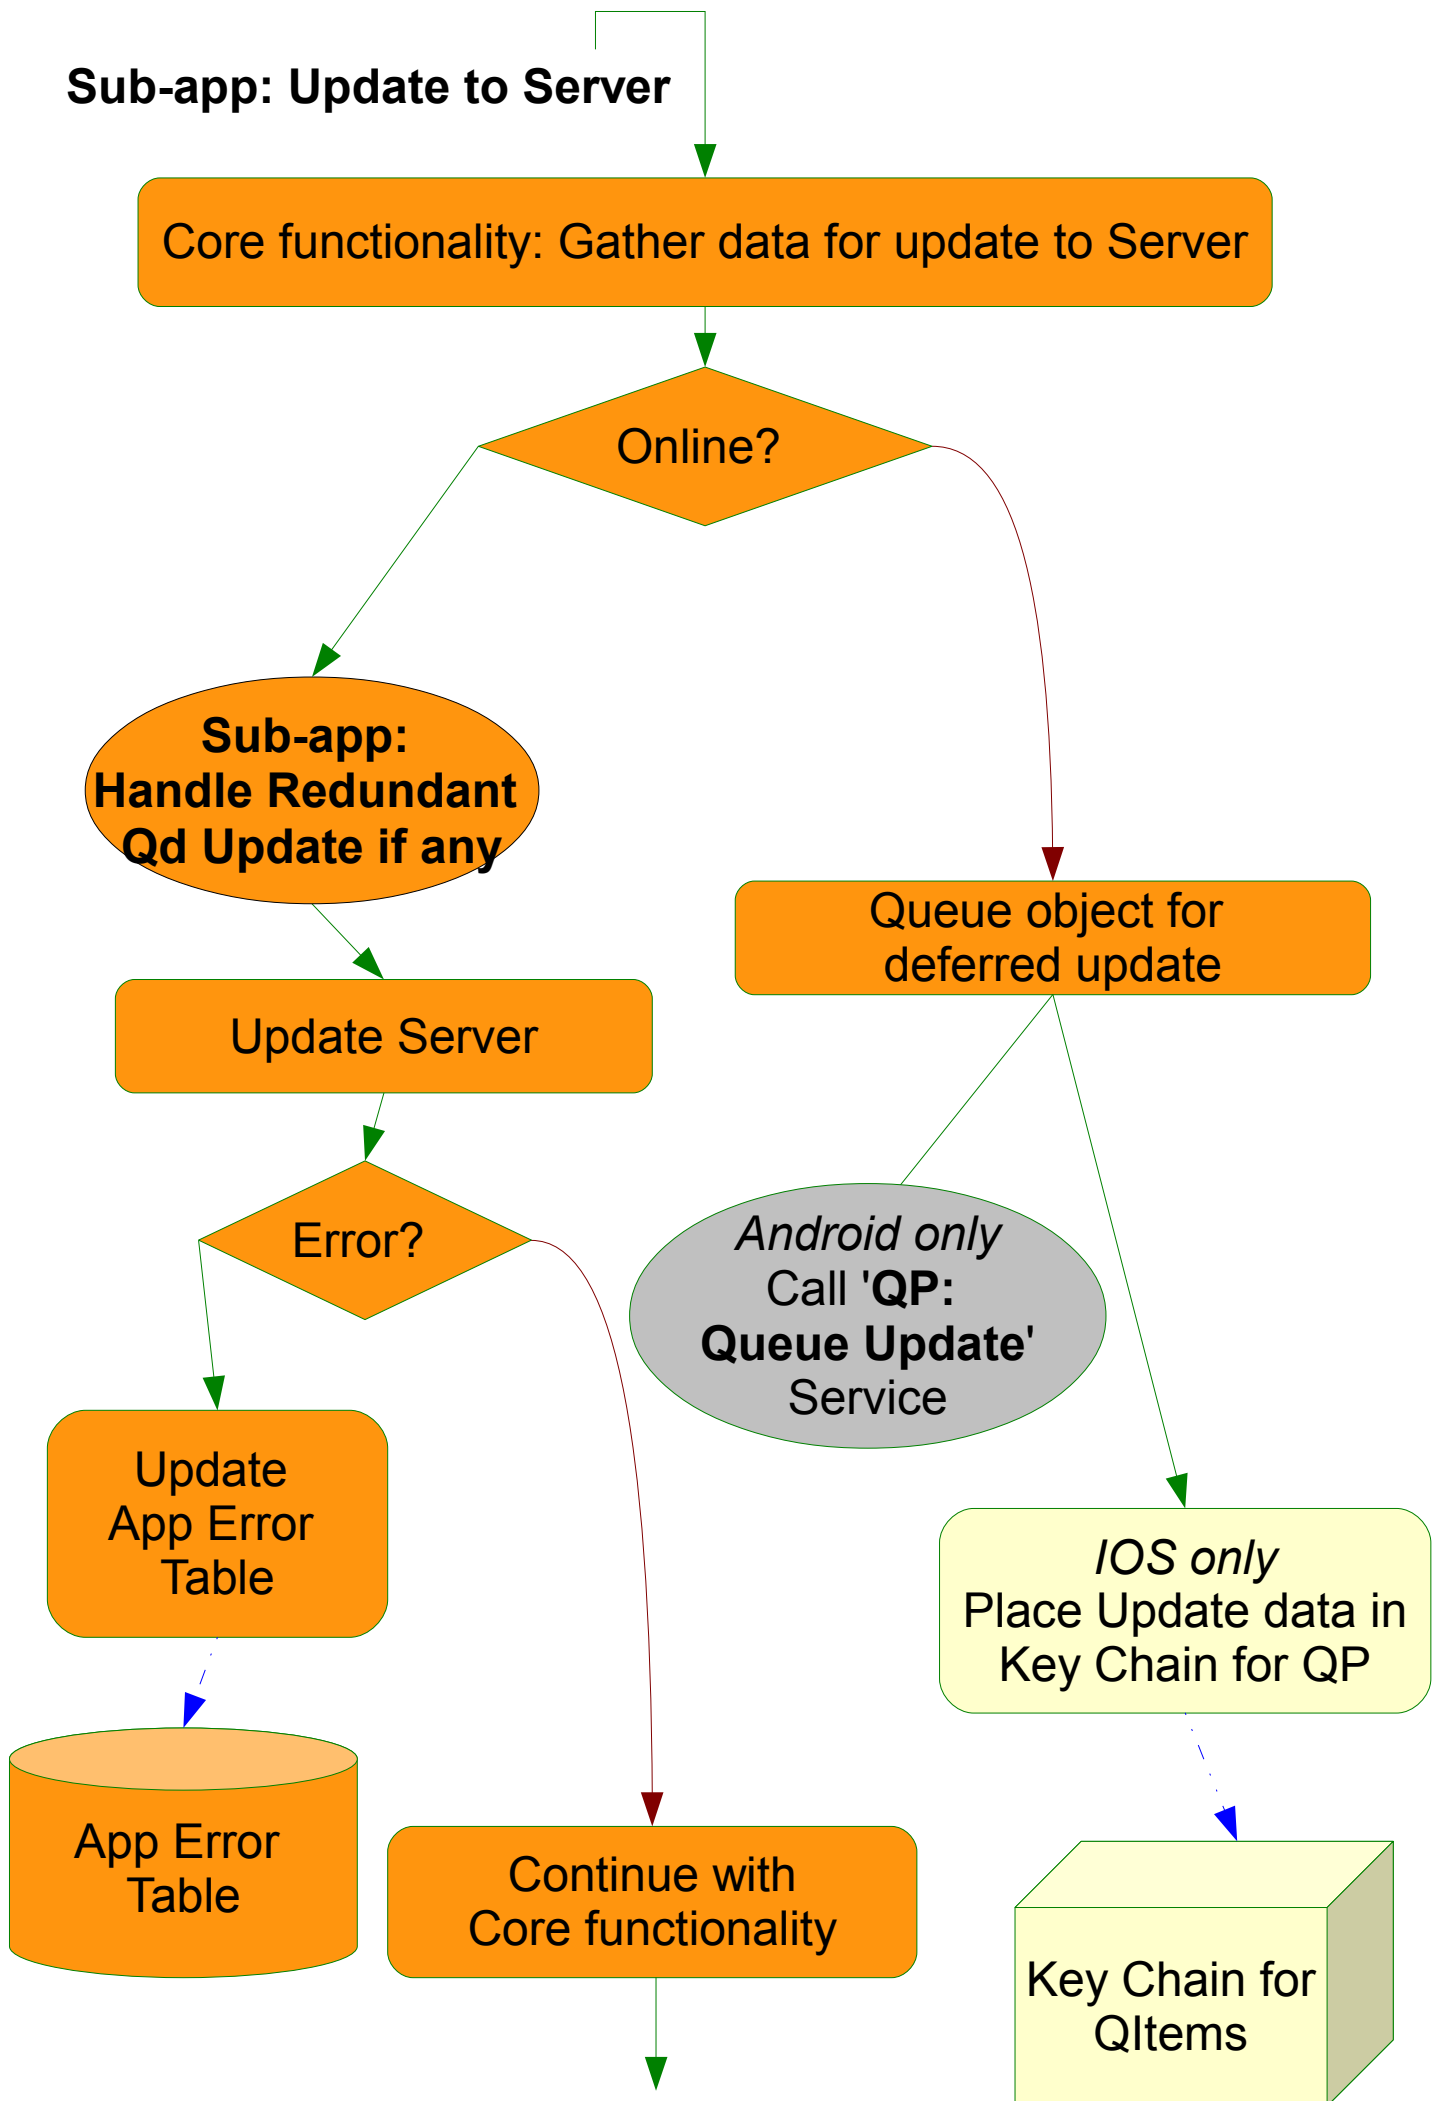 Sub-app: Update to Server
Core functionality: Gather data for update to Server
Online?
Sub-app:
Handle Redundant
Qd Update if any
Queue object for
deferred update
Update Server
Error?
Android only
Call 'QP:
Queue Update'
Service
Update
App Error
Table
IOS only
Place Update data in
Key Chain for QP
App Error
Table
Continue with
Core functionality
Key Chain for
QItems